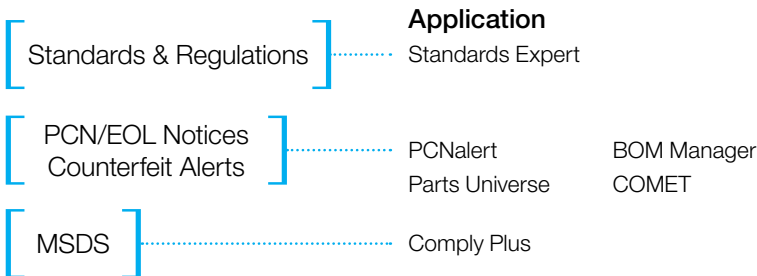 Application
Standards & Regulations
Standards Expert
PCN/EOL Notices
Counterfeit Alerts
PCNalert
BOM Manager
Parts Universe
COMET
MSDS
Comply Plus